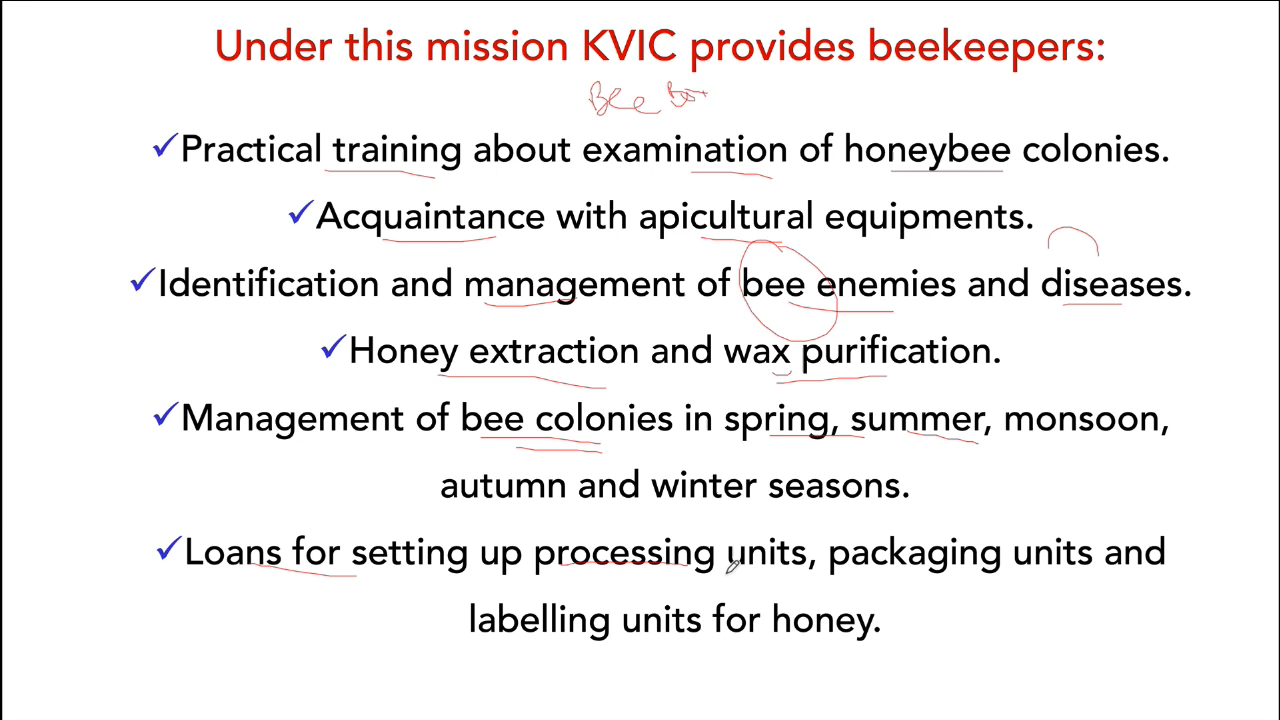 Under this mission KVIC provides beekeepers:
Bee Box
✓Practical training about examination of honeybee colonies.
✓Acquaintance with apicultural equipments.
✓Identification and management of bee enemies and diseases.
✓Honey extraction and wax purification.
✓Management of bee colonies in spring, summer, monsoon,
autumn and winter seasons.
✓Loans for setting up processing units, packaging units and
labelling units for honey.